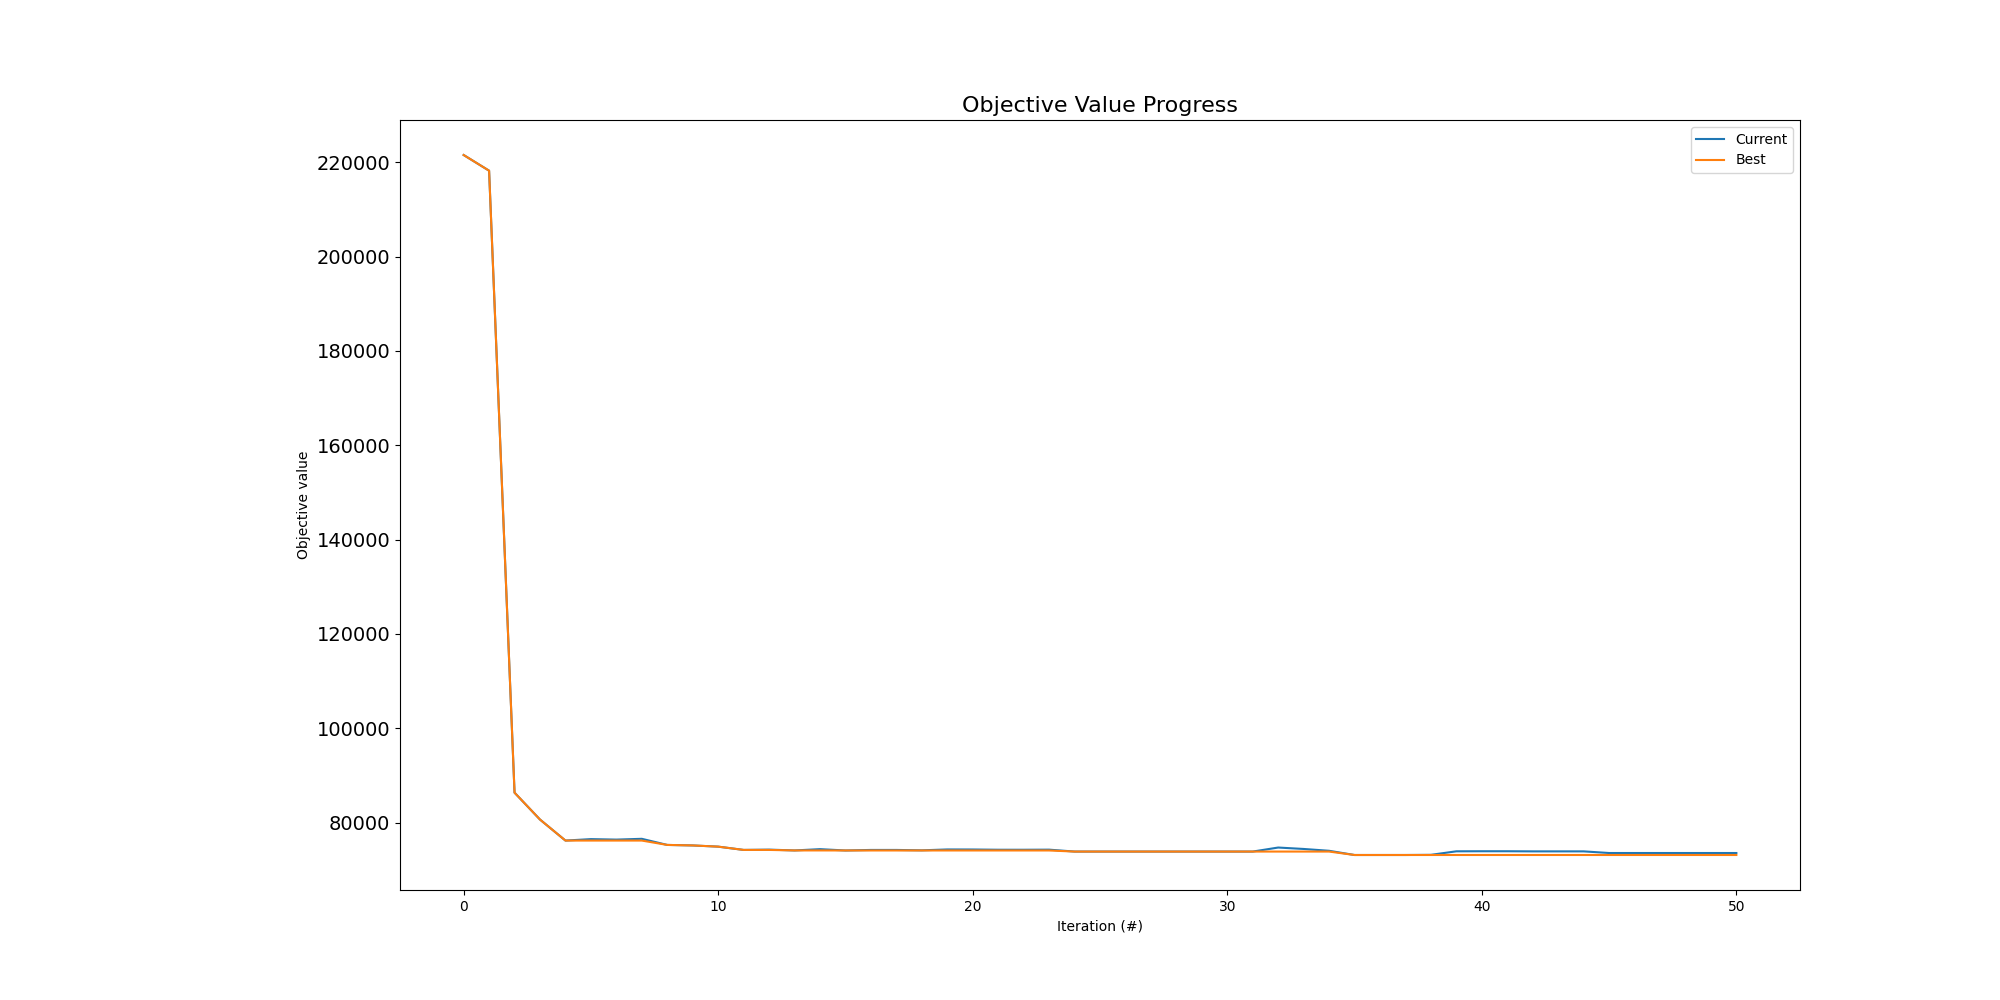 Objective Value Progress
Current
Best
220000
200000
180000
160000
140000
120000
100000
80000
Objective value
0 10 20 30 40 50
Iteration (#)